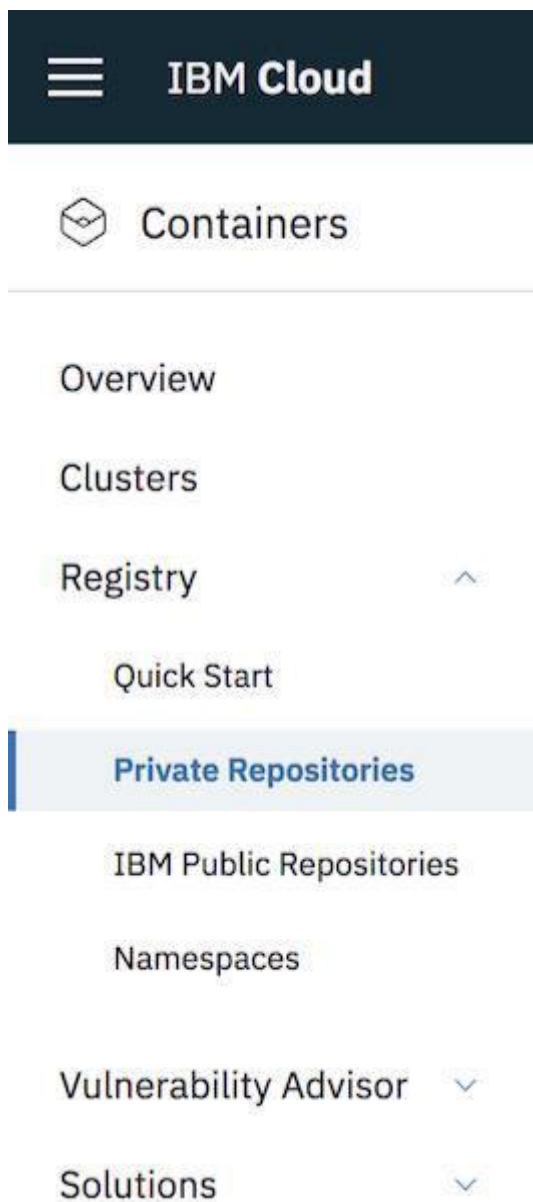 IBM Cloud
Containers
Overview
Clusters
Registry
Quick Start
Private Repositories
IBM Public Repositories
Namespaces
Vulnerability Advisor
Solutions